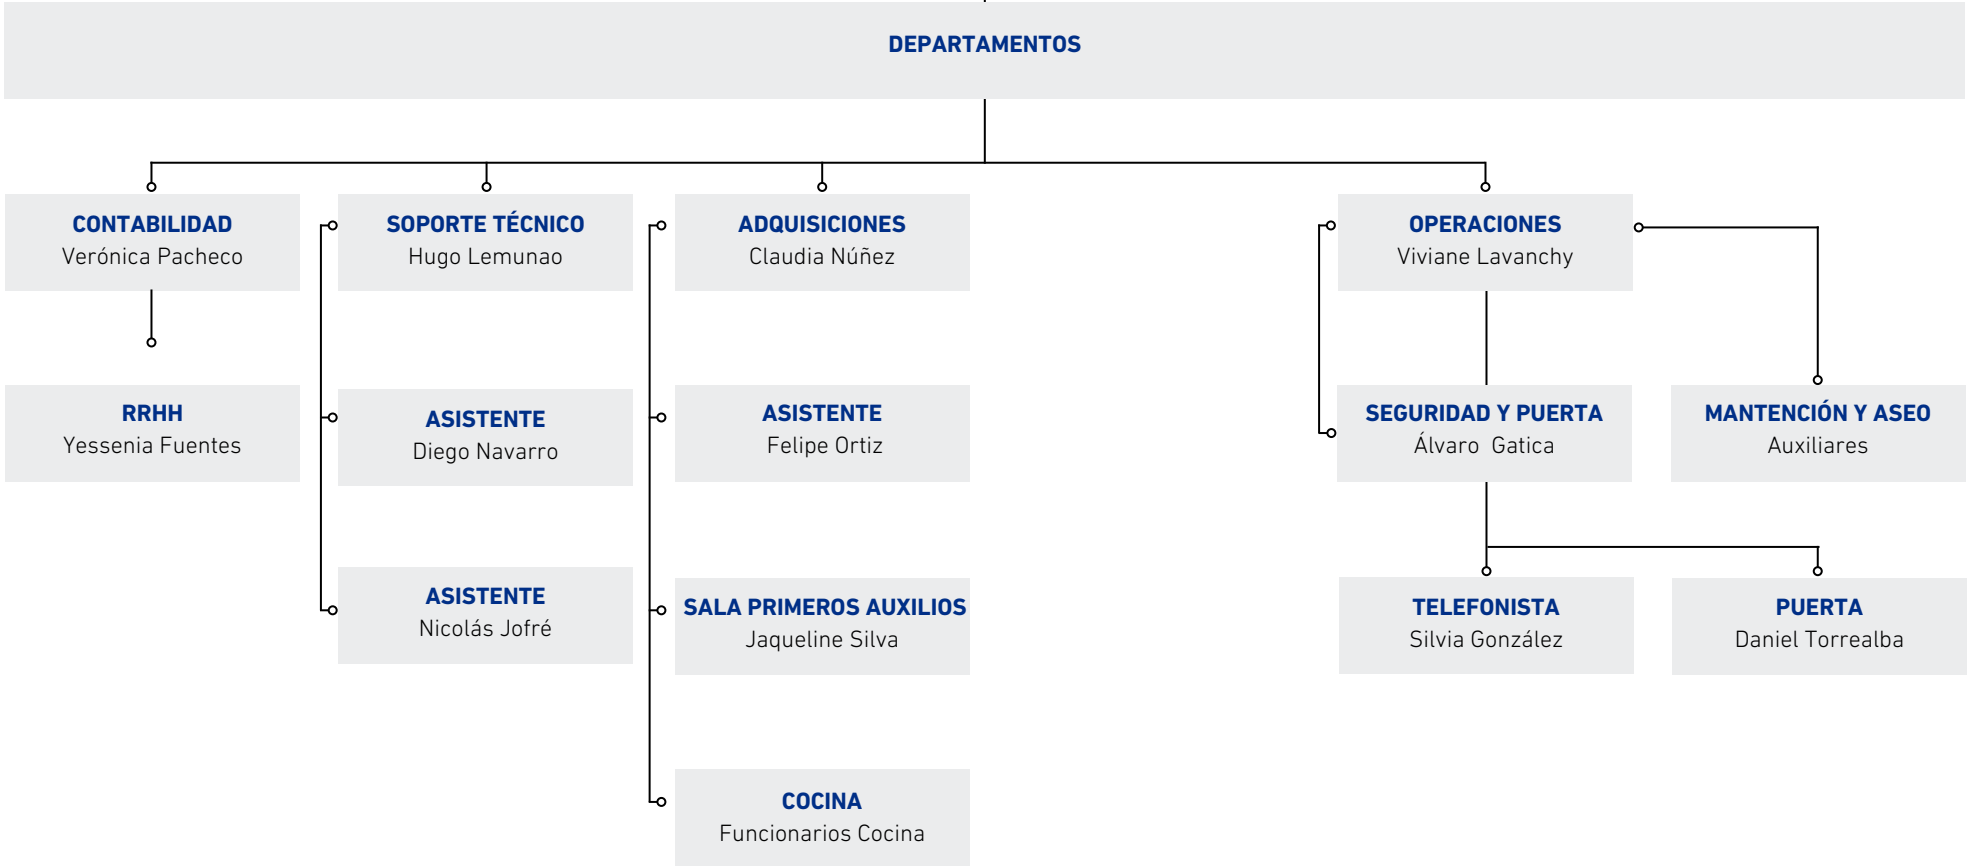 DEPARTAMENTOS
CONTABILIDAD
Verónica Pacheco
SOPORTE TÉCNICO
Hugo Lemunao
ADQUISICIONES
Claudia Núñez
OPERACIONES
Viviane Lavanchy
RRHH
Yessenia Fuentes
ASISTENTE
Diego Navarro
ASISTENTE
Felipe Ortiz
SEGURIDAD Y PUERTA
Álvaro Gatica
MANTENCIÓN Y ASEO
Auxiliares
ASISTENTE
Nicolás Jofré
SALA PRIMEROS AUXILIOS
Jaqueline Silva
TELEFONISTA
Silvia González
PUERTA
Daniel Torrealba
COCINA
Funcionarios Cocina